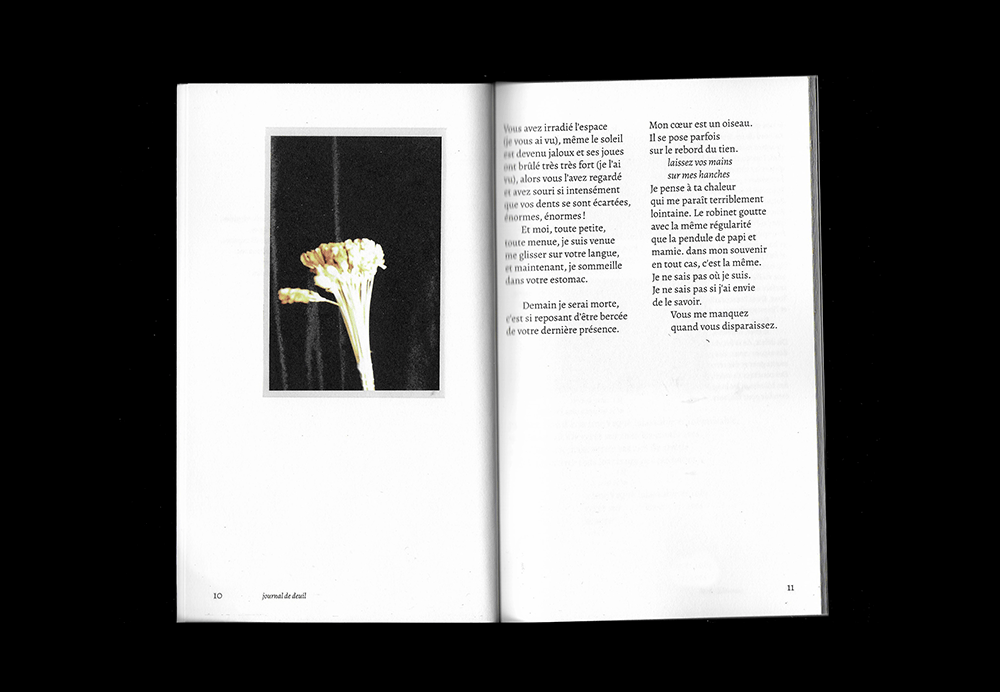 10
journal de deuil
Vous avez irradié l'espace
(je vous ai vu), même le soleil
est devenu jaloux et ses joues
ont brûlé très très fort (je l'ai
vu), alors vous l'avez regardé
et avez souri si intensément
que vos dents se sont écartées,
énormes, énormes !
Et moi, toute petite,
toute menue, je suis venue
me glisser sur votre langue,
et maintenant, je sommeille
dans votre estomac.
Demain je serai morte,
c'est si reposant d'être bercée
de votre dernière présence.
Mon cœur est un oiseau.
Il se pose parfois
sur le rebord du tien.
laissez vos mains
sur mes hanches
Je pense à ta chaleur
qui me paraît terriblement
lointaine. Le robinet goutte
avec la même régularité
que la pendule de papi et
mamie. dans mon souvenir
en tout cas, c'est la même.
Je ne sais pas où je suis.
Je ne sais pas si j'ai envie
de le savoir.
Vous me manquez
quand vous disparaissez.
11